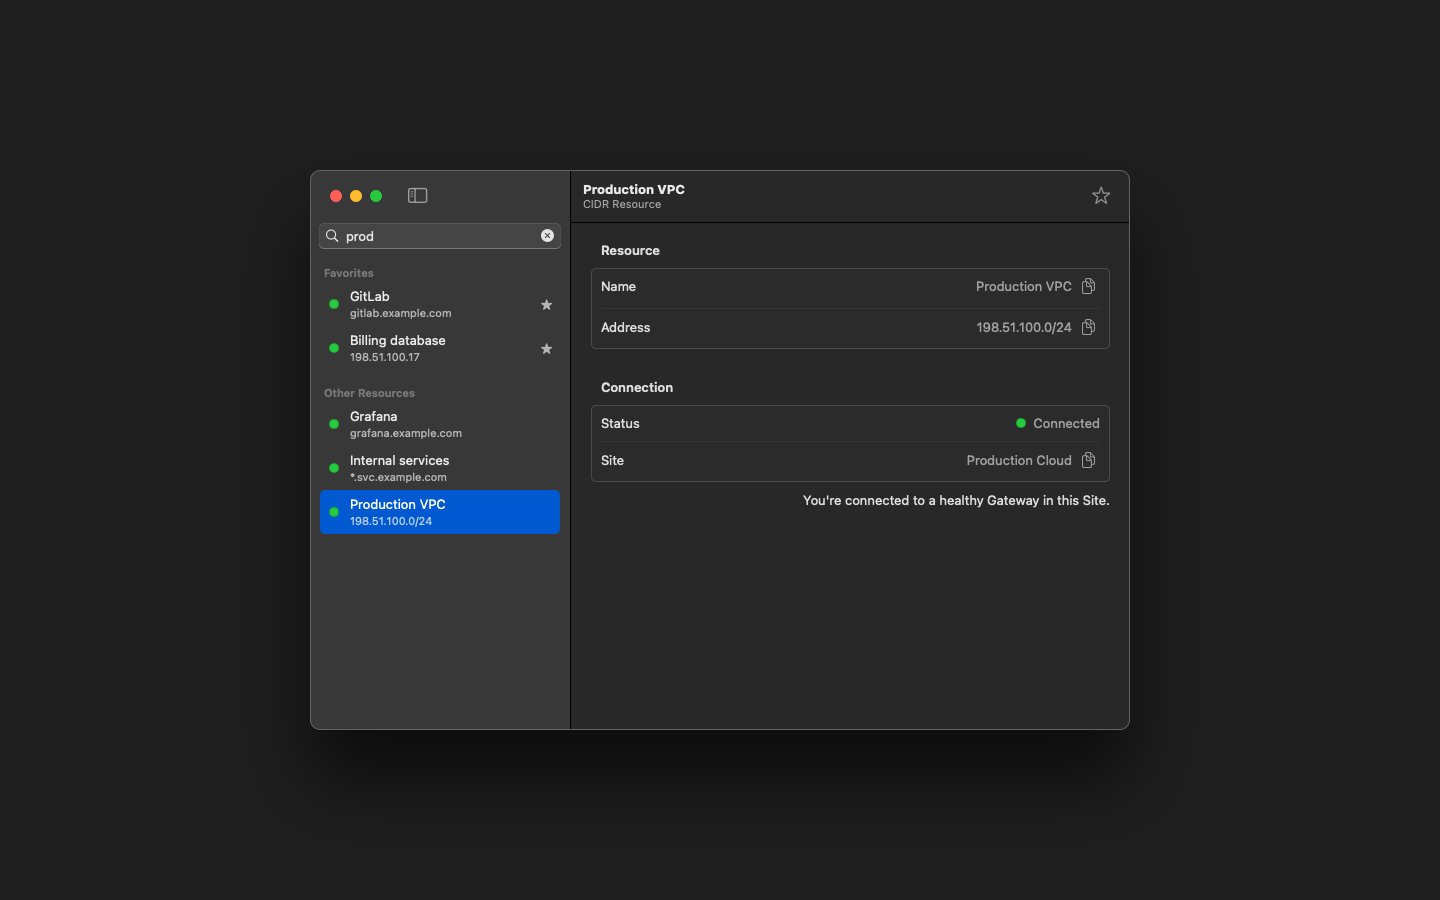 Production VPC
CIDR Resource
prod
Favorites
GitLab
gitlab.example.com
Billing database
198.51.100.17
Other Resources
Grafana
grafana.example.com
Internal services
*.svc.example.com
Production VPC
198.51.100.0/24
Resource
Name Production VPC
Address 198.51.100.0/24
Connection
Status Connected
Site Production Cloud
You're connected to a healthy Gateway in this Site.